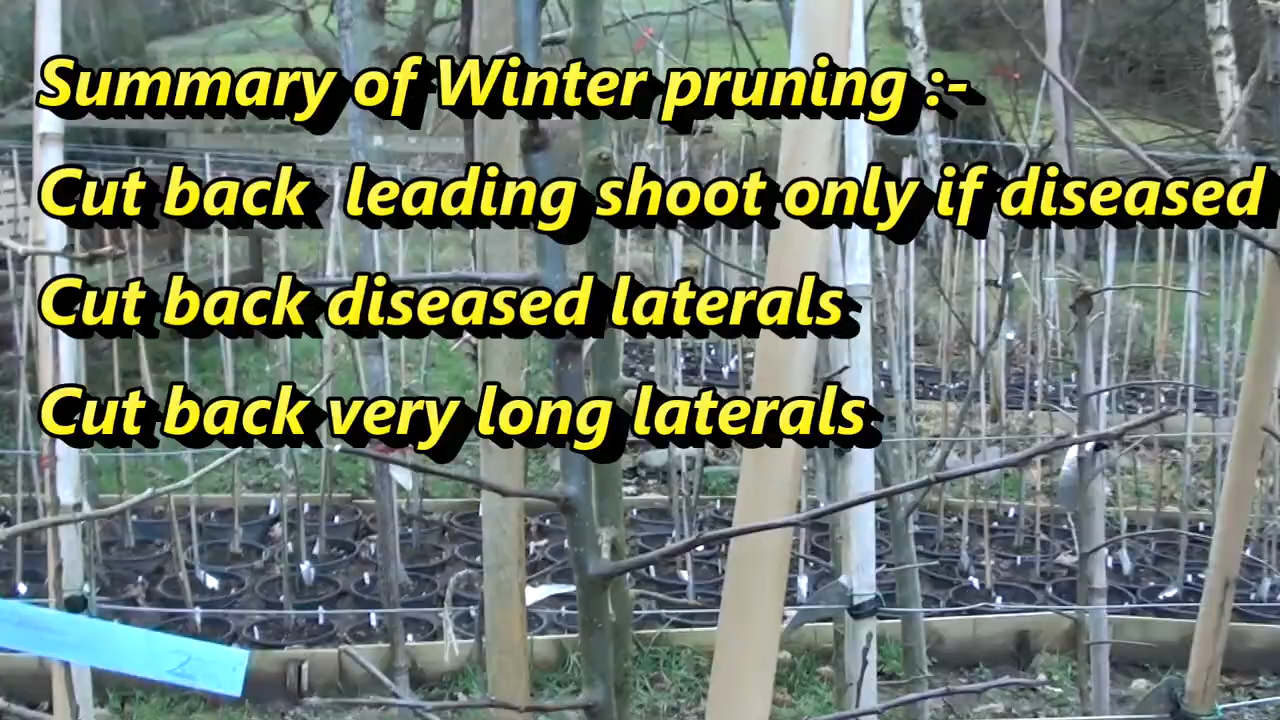 Summary of Winter pruning :-
Cut back leading shoot only if diseased
Cut back diseased laterals
Cut back very long laterals
2